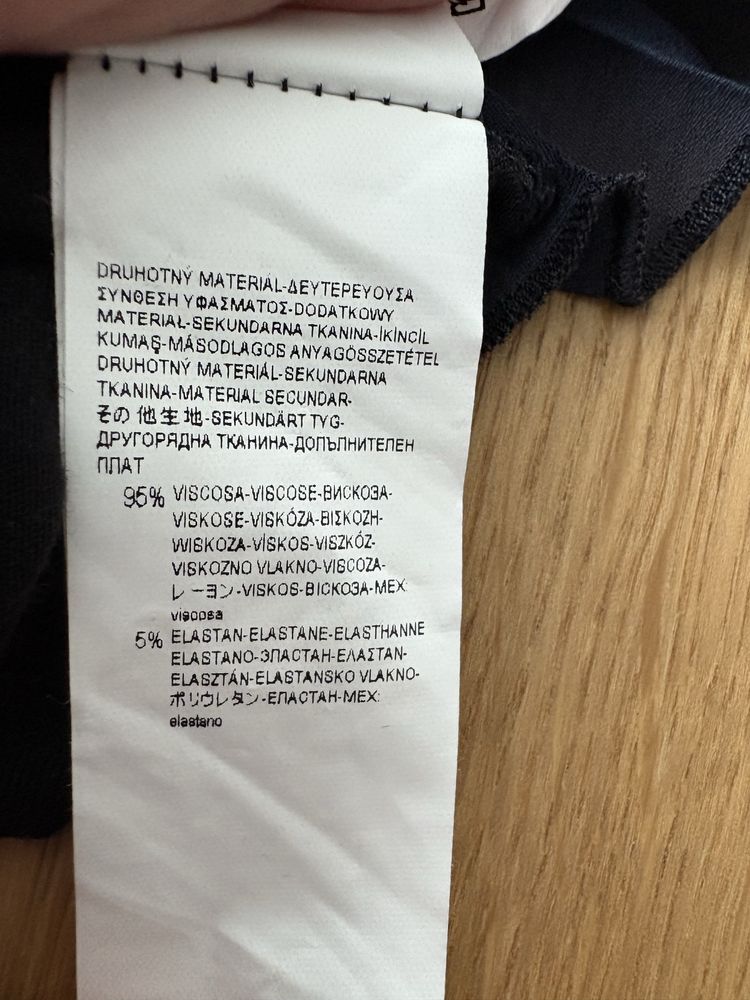 DRUHOTNÝ MATERIÁL-ΔΕΥΤΕΡΕΥΟΥΣΑ
ΣΥΝΘΕΣΗ ΥΦΑΣΜΑΤΟΣ-DODATKOWY
MATERIAŁ-SEKUNDARNA TKANINA-İKİNCİL
KUMAŞ-MÁSODLAGOS ANYAGÖSSZETÉTEL
DRUHOTNÝ MATERIÁL-SEKUNDARNA
TKANINA-MATERIAL SECUNDAR-
その他生地-SEKUNDÄRT TYG-
ДРУГОРЯДНА ТКАНИНА-ДОПЪЛНИТЕЛЕН
ПЛАТ
95% VISCOSA-VISCOSE-ВИСКОЗА-
VISKOSE-VISKÓZA-ΒΙΣΚΟΖΗ-
WISKOZA-VİSKOS-VISZKÓZ-
VISKOZNO VLAKNO-VISCOZA-
レーヨン-VISKOS-ВІСКОЗА-MEX:
viscosa
5% ELASTAN-ELASTANE-ELASTHANNE
ELASTANO-ЭЛАСТАН-ΕΛΑΣΤΑΝ-
ELASZTÁN-ELASTANSKO VLAKNO-
ポリウレタン-ЕЛАСТАН-MEX:
elastano